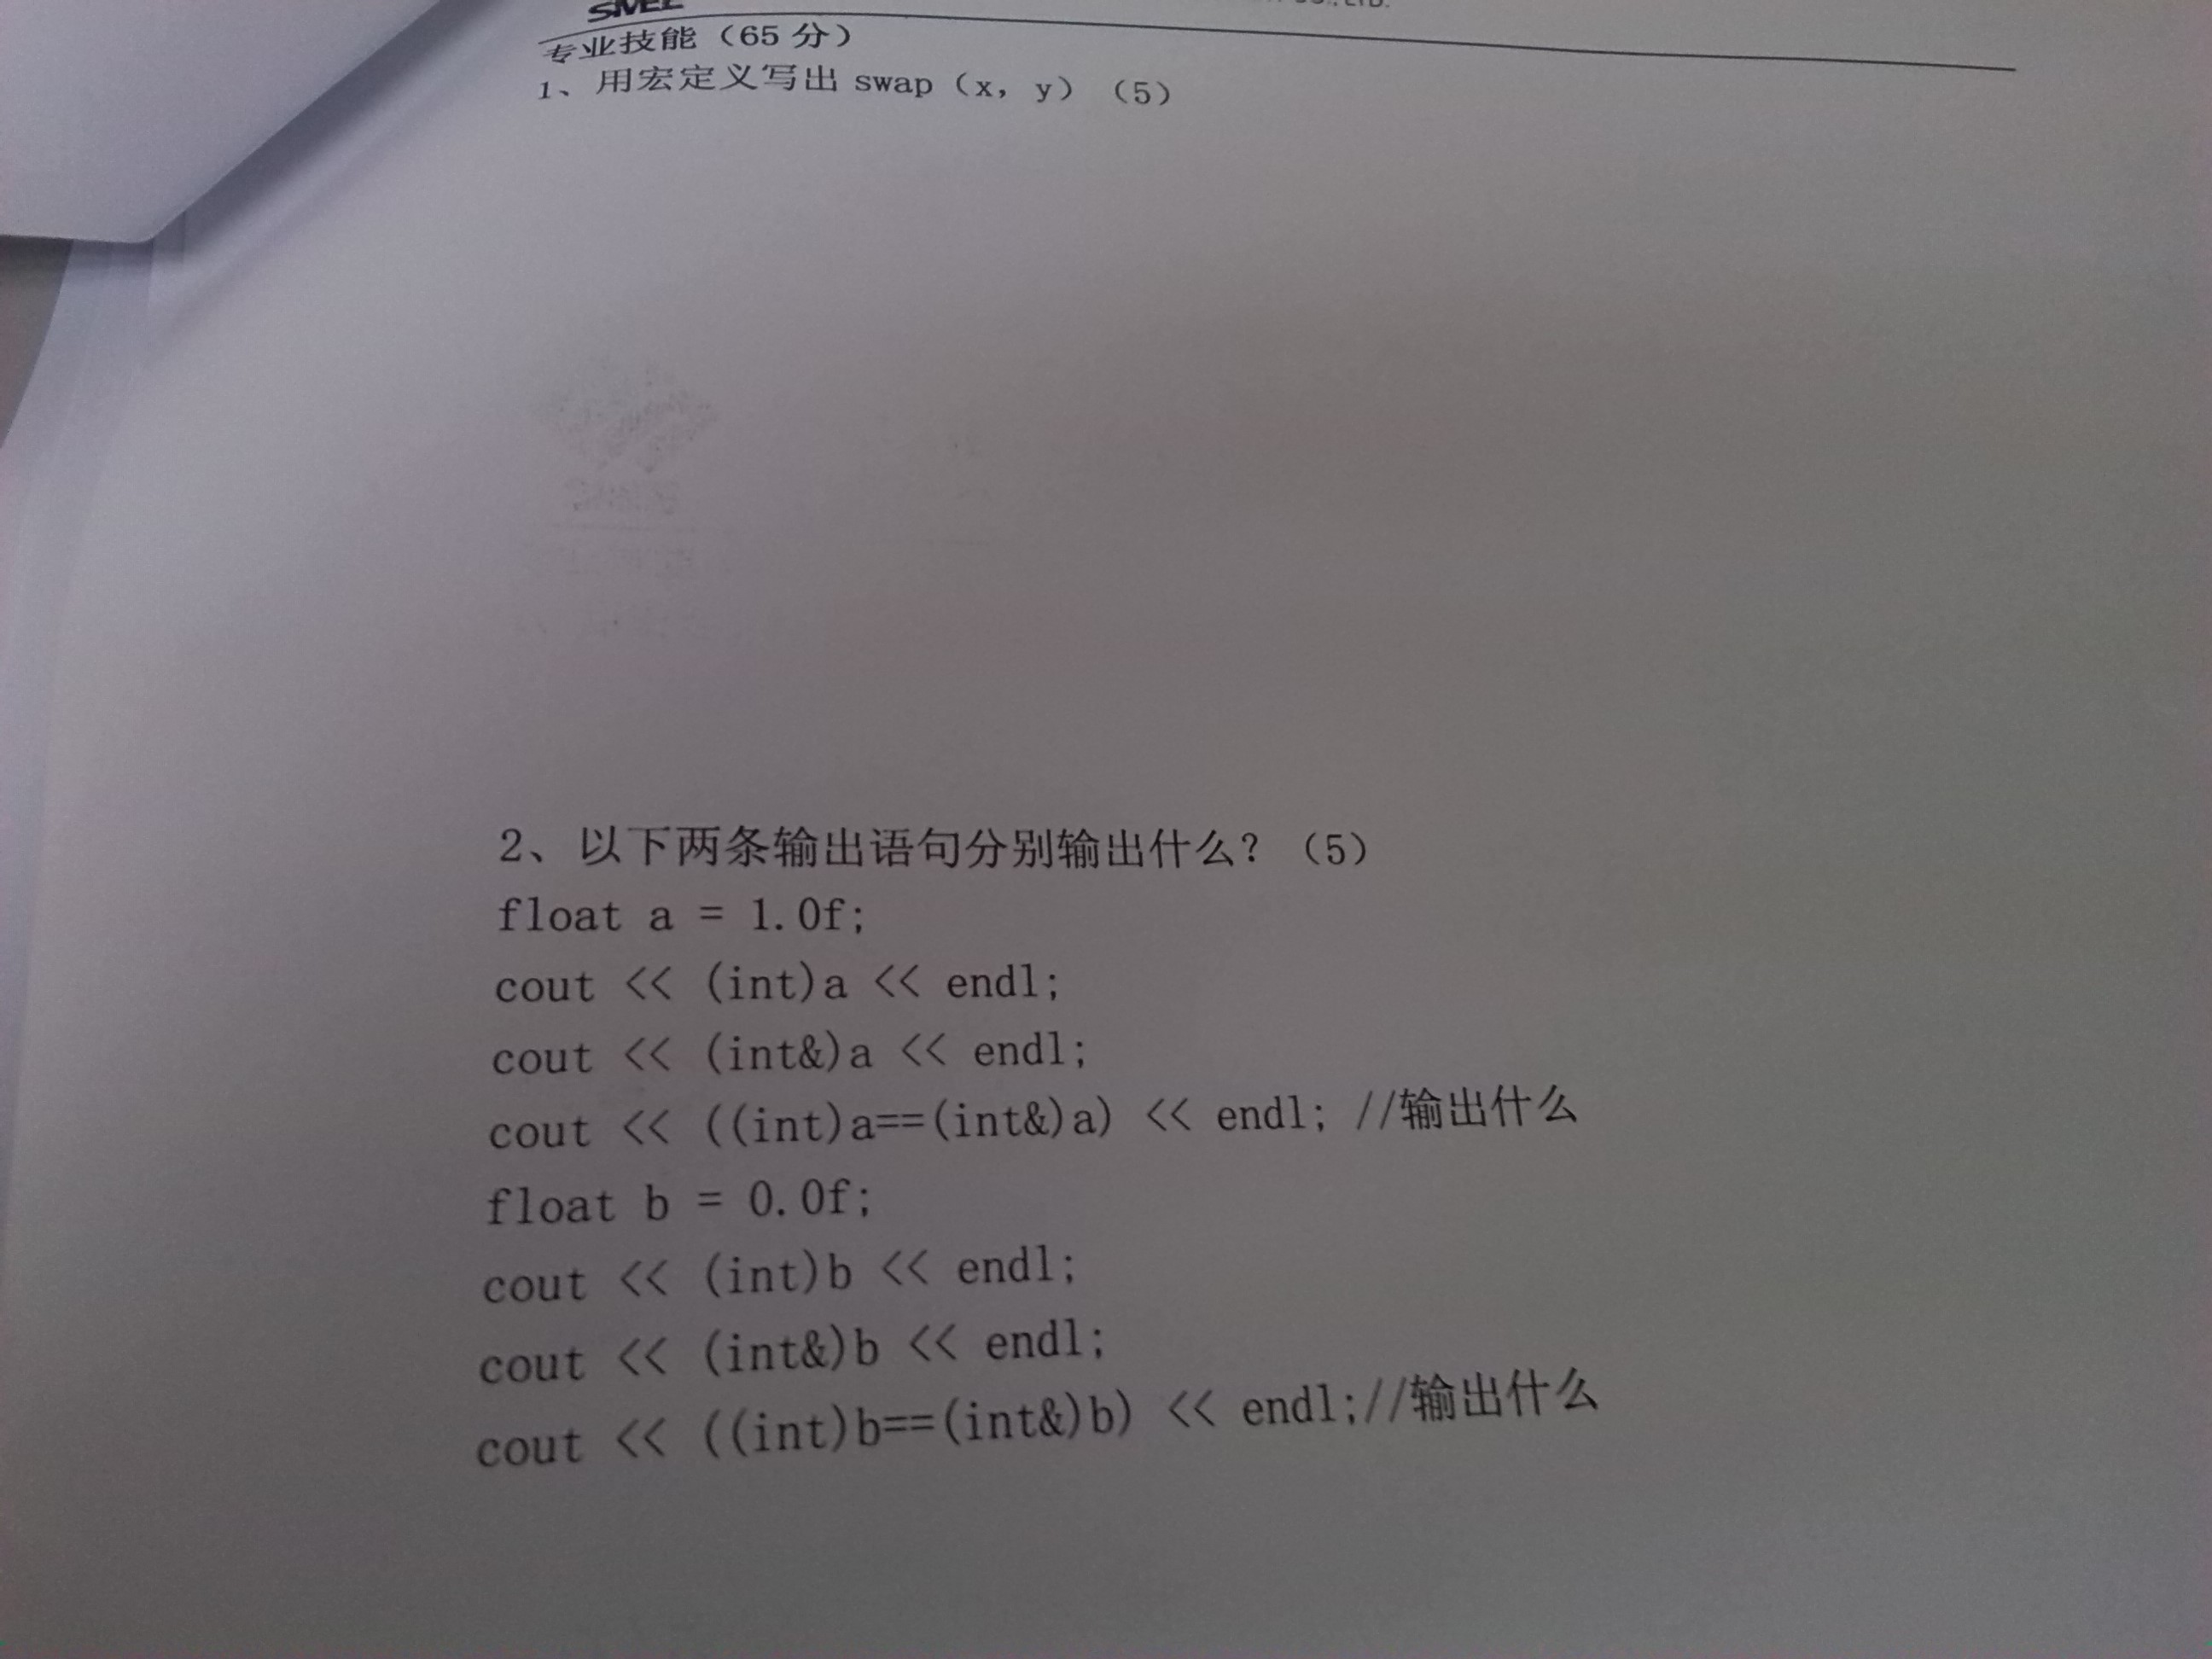 专业技能（65 分）
1、用宏定义写出 swap（x, y）（5）
2、以下两条输出语句分别输出什么？（5）
float a = 1.0f;
cout << (int)a << endl;
cout << (int&)a << endl;
cout << ((int)a==(int&)a) << endl; //输出什么
float b = 0.0f;
cout << (int)b << endl;
cout << (int&)b << endl;
cout << ((int)b==(int&)b) << endl;//输出什么